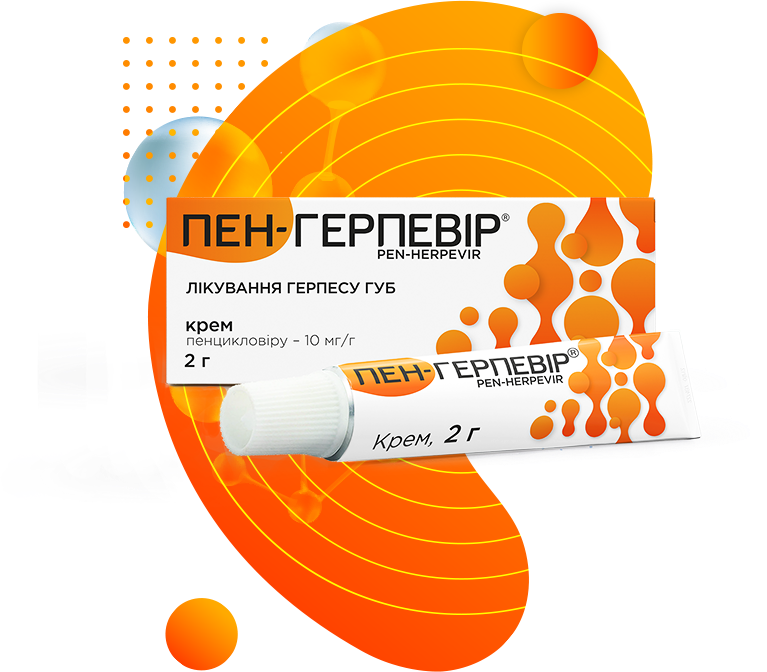 ПЕН-ГЕРПЕВІР®
PEN-HERPEVIR
ЛІКУВАННЯ ГЕРПЕСУ ГУБ
крем
пенцикловіру – 10 мг/г
2 г
ПЕН-ГЕРПЕВІР®
PEN-HERPEVIR
Крем, 2 г